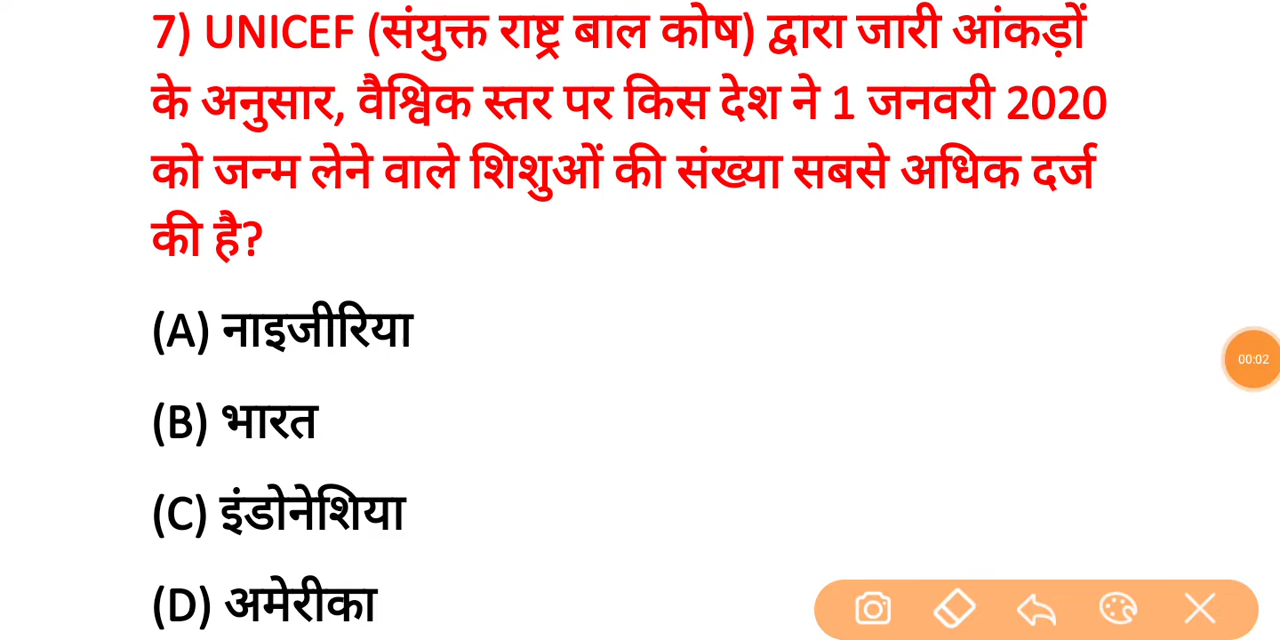 7) UNICEF (संयुक्त राष्ट्र बाल कोष) द्वारा जारी आंकड़ों
के अनुसार, वैश्विक स्तर पर किस देश ने 1 जनवरी 2020
को जन्म लेने वाले शिशुओं की संख्या सबसे अधिक दर्ज
की है?
(A) नाइजीरिया
(B) भारत
00:02
(C) इंडोनेशिया
(D) अमेरीका